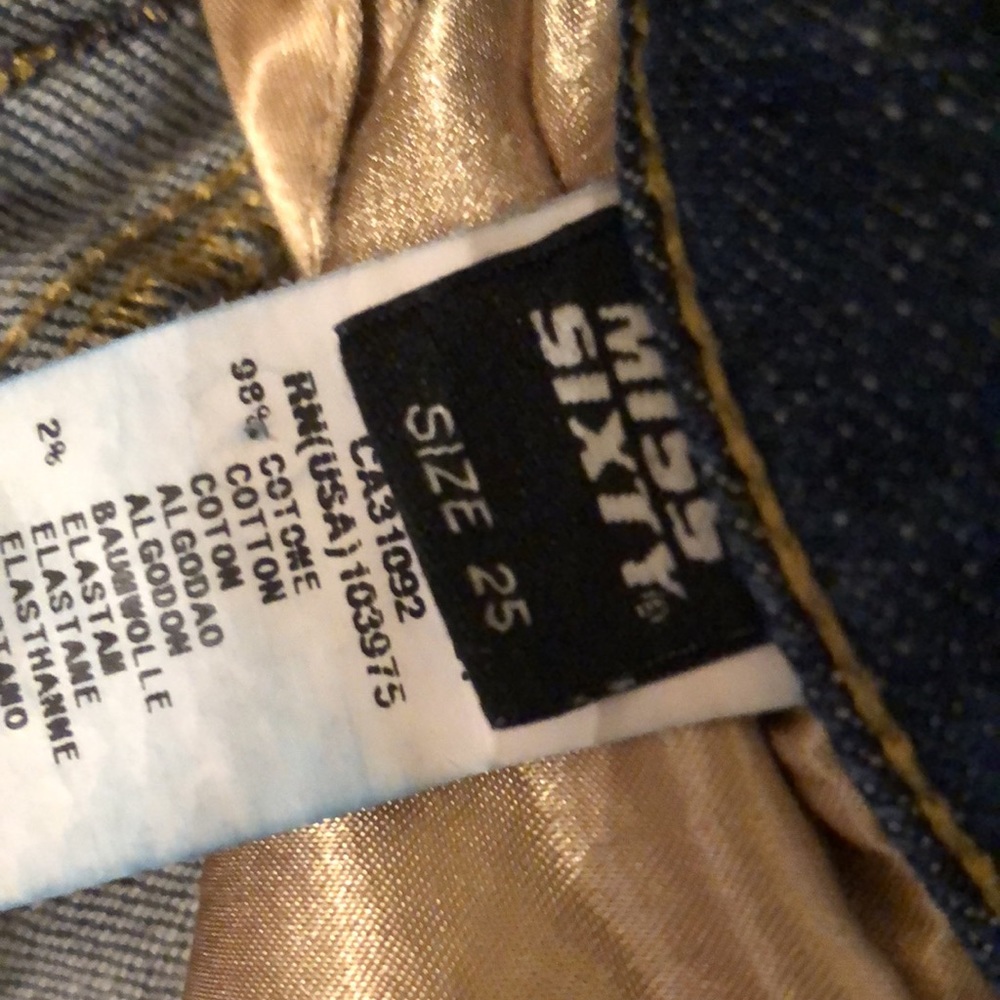 MISS
SIXTY®
SIZE 25
CA31092
RN(USA)103975
98% COTONE
COTTON
COTON
ALGODAO
ALGODON
BAUMWOLLE
2% ELASTAN
ELASTANE
ELASTHANNE